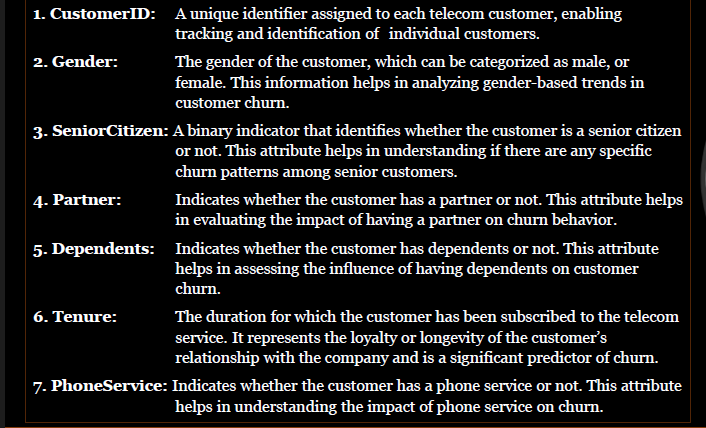 1. CustomerID: A unique identifier assigned to each telecom customer, enabling
tracking and identification of individual customers.
2. Gender: The gender of the customer, which can be categorized as male, or
female. This information helps in analyzing gender-based trends in
customer churn.
3. SeniorCitizen: A binary indicator that identifies whether the customer is a senior citizen
or not. This attribute helps in understanding if there are any specific
churn patterns among senior customers.
4. Partner: Indicates whether the customer has a partner or not. This attribute helps
in evaluating the impact of having a partner on churn behavior.
5. Dependents: Indicates whether the customer has dependents or not. This attribute
helps in assessing the influence of having dependents on customer
churn.
6. Tenure: The duration for which the customer has been subscribed to the telecom
service. It represents the loyalty or longevity of the customer's
relationship with the company and is a significant predictor of churn.
7. PhoneService: Indicates whether the customer has a phone service or not. This attribute
helps in understanding the impact of phone service on churn.